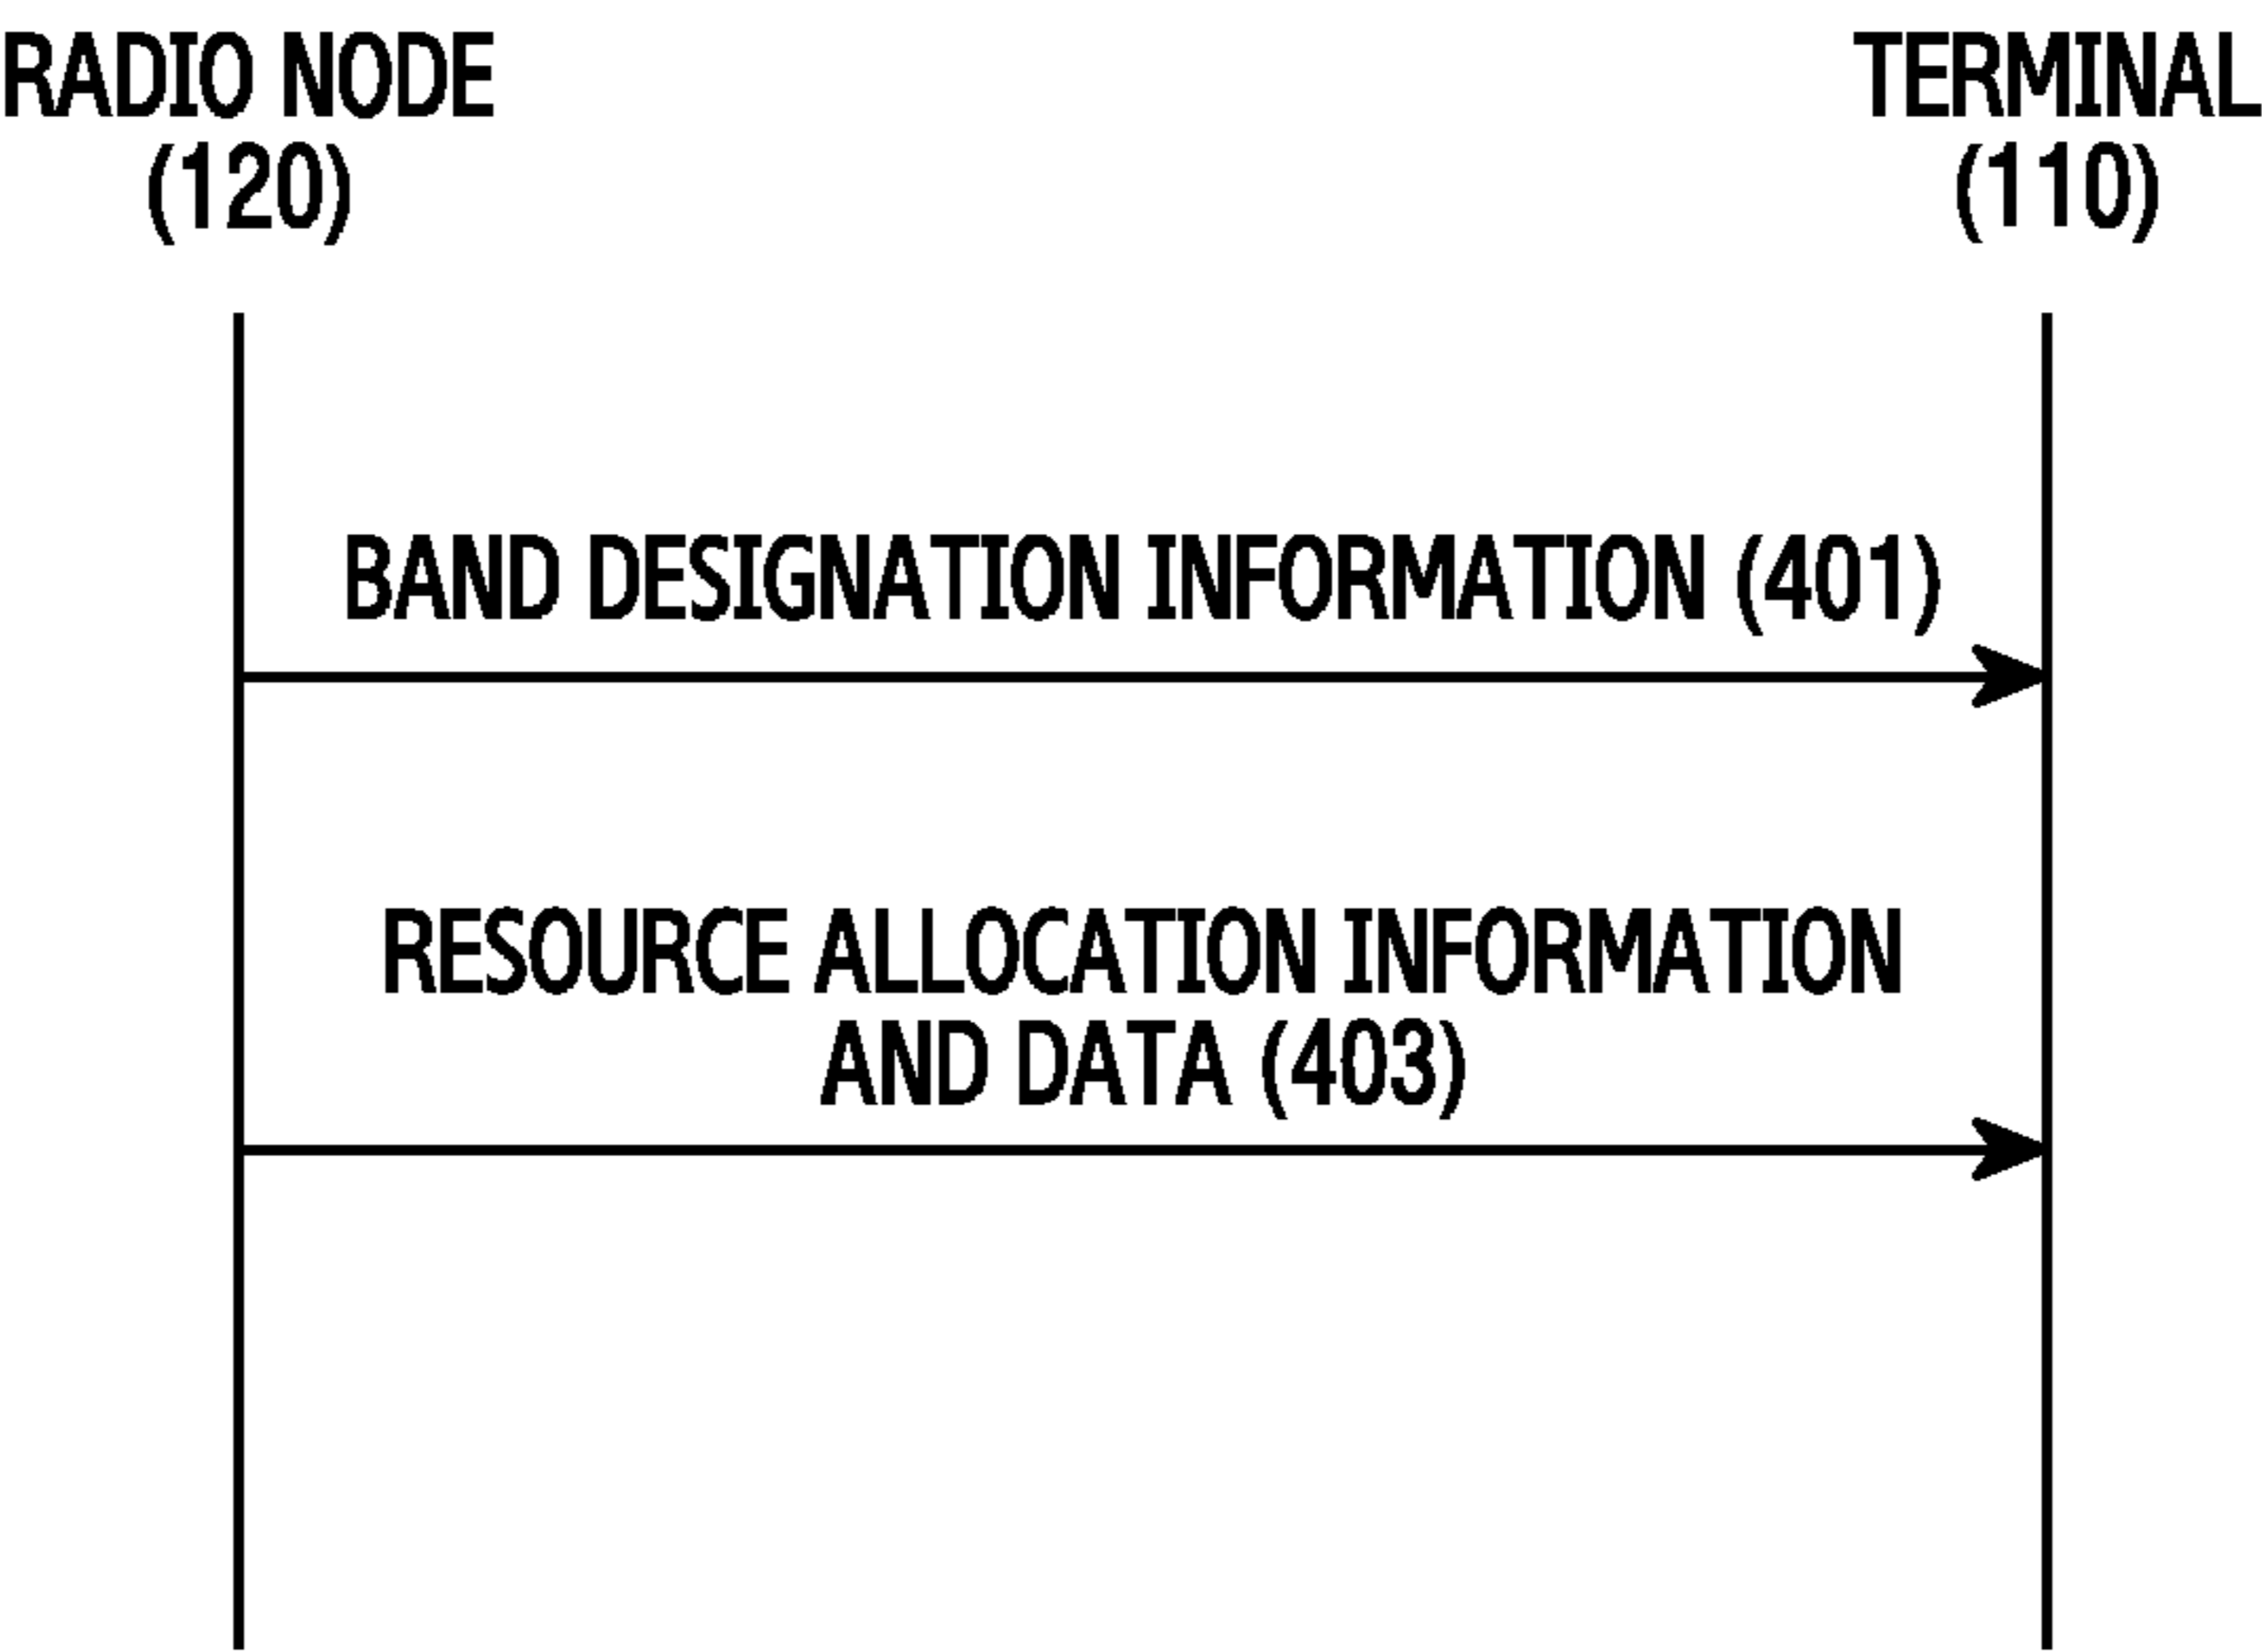 RADIO NODE
(120)
TERMINAL
(110)
BAND DESIGNATION INFORMATION (401)
RESOURCE ALLOCATION INFORMATION
AND DATA (403)